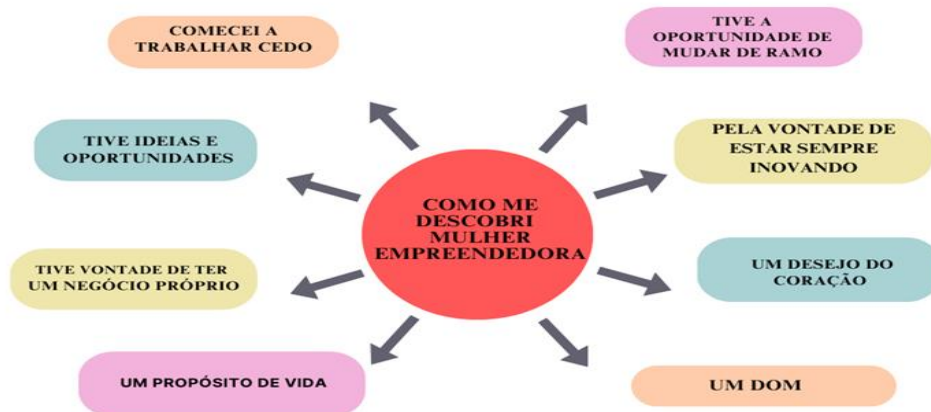 COMECEI A
TRABALHAR CEDO
TIVE A
OPORTUNIDADE DE
MUDAR DE RAMO
TIVE IDEIAS E
OPORTUNIDADES
PELA VONTADE DE
ESTAR SEMPRE
INOVANDO
COMO ME
DESCOBRI
MULHER
EMPREENDEDORA
TIVE VONTADE DE TER
UM NEGÓCIO PRÓPRIO
UM DESEJO DO
CORAÇÃO
UM PROPÓSITO DE VIDA
UM DOM